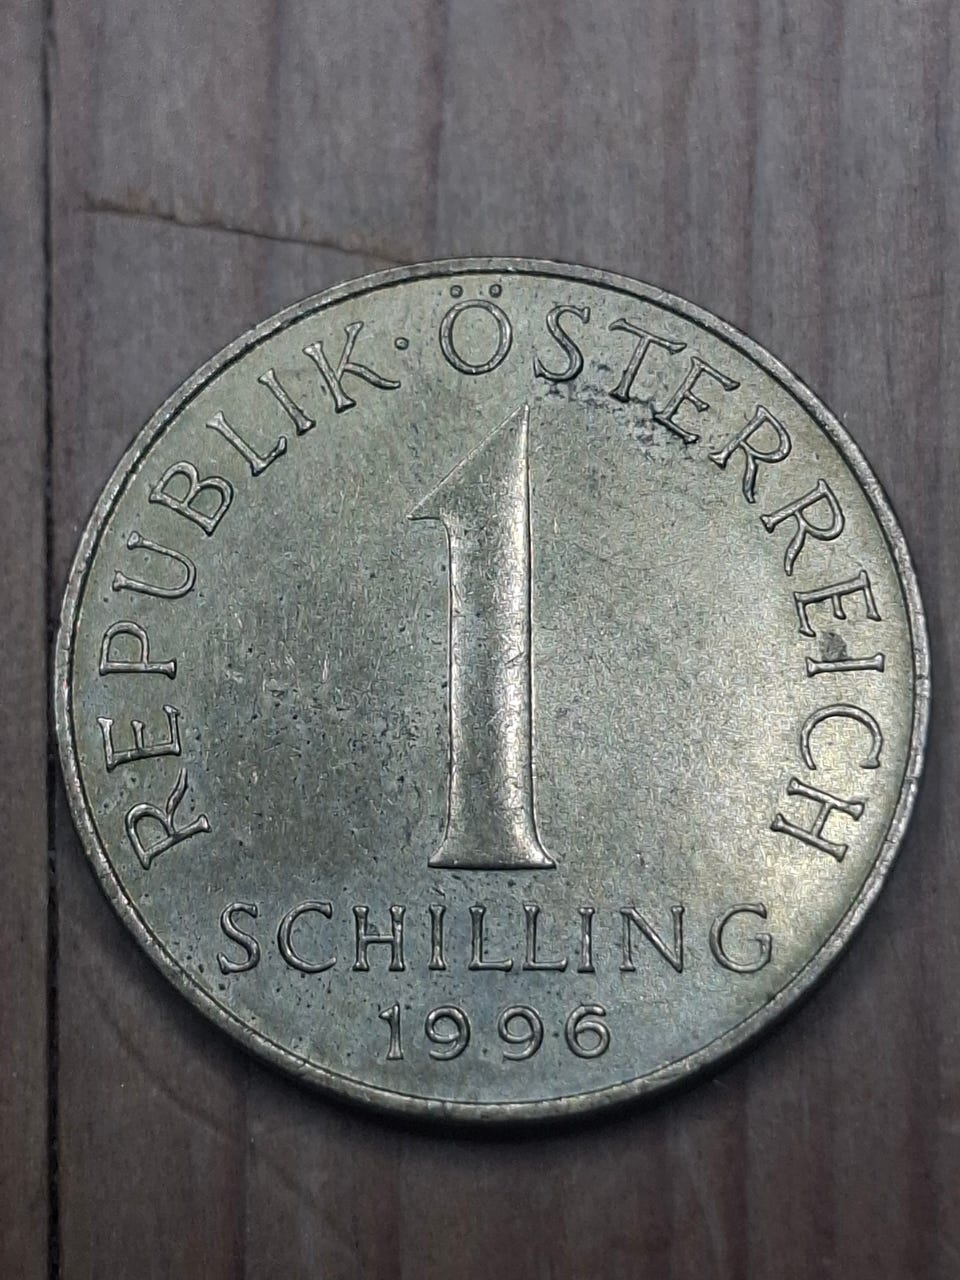 REPUBLIK · ÖSTERREICH
1
SCHILLING
1996